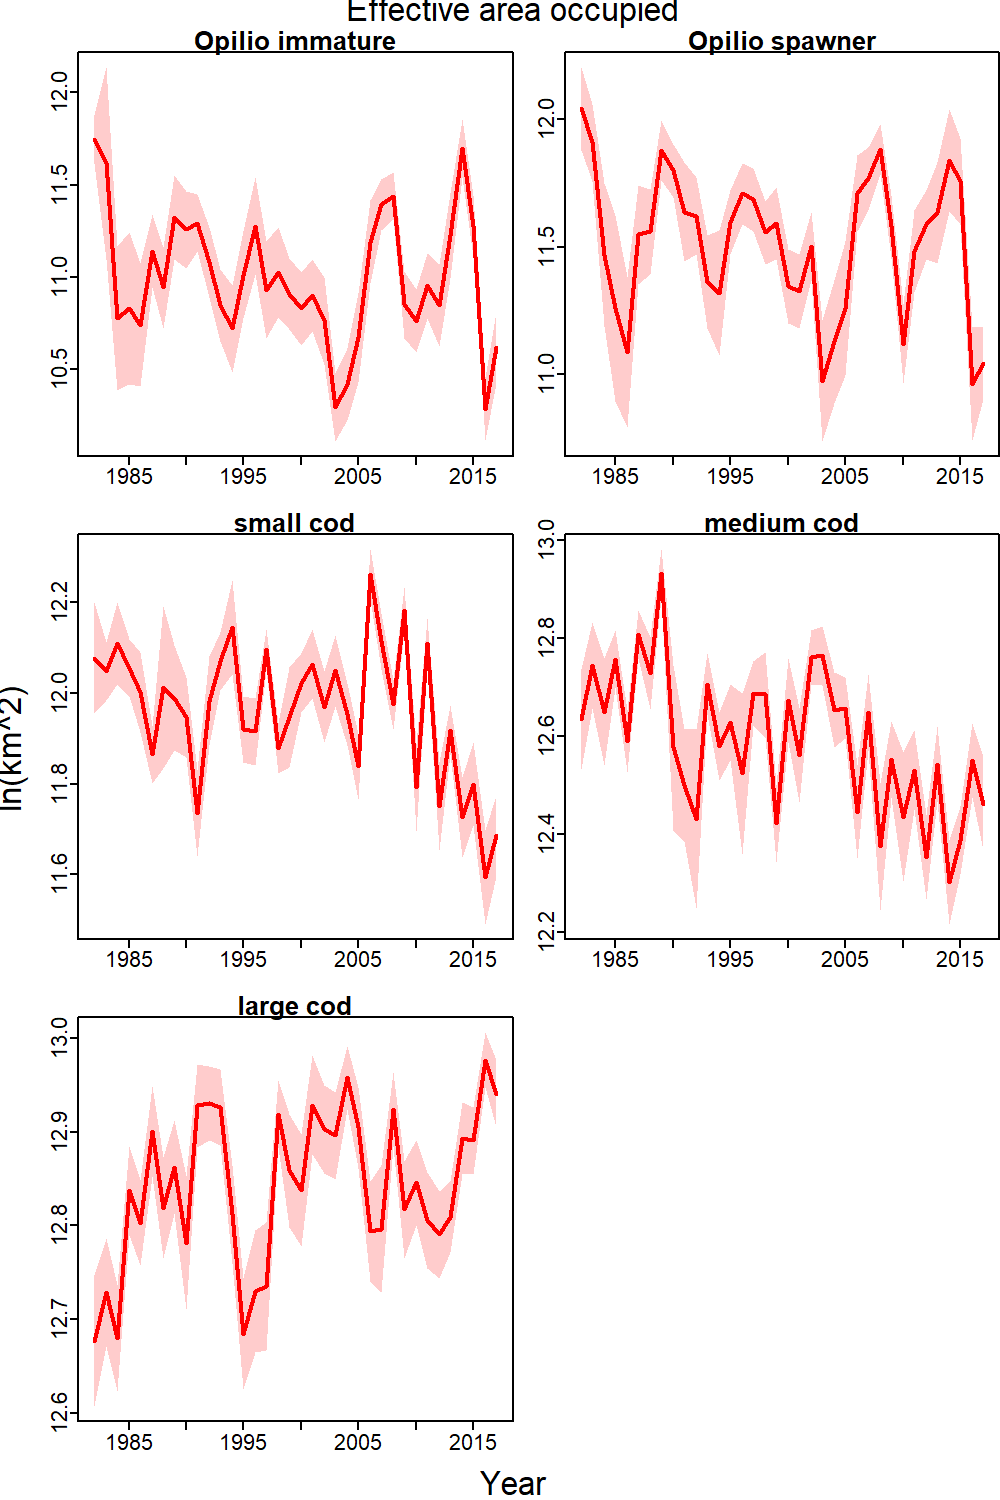 Effective area occupied
Opilio immature
Opilio spawner
12.0
11.5
11.0
10.5
1985 1995 2005 2015
12.0
11.5
11.0
1985 1995 2005 2015
small cod
medium cod
12.2
12.0
11.8
11.6
1985 1995 2005 2015
13.0
12.8
12.6
12.4
12.2
1985 1995 2005 2015
ln(km^2)
large cod
13.0
12.9
12.8
12.7
12.6
1985 1995 2005 2015
Year